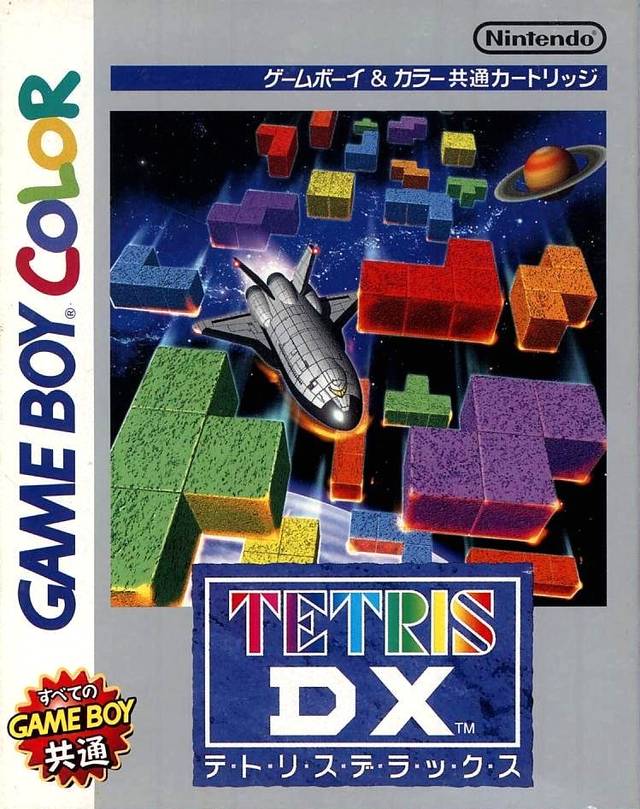 Nintendo®
ゲームボーイ & カラー共通カートリッジ
GAME BOY® COLOR
TETRIS
DX™
テ・ト・リ・ス・デ・ラ・ッ・ク・ス
すべての
GAME BOY
共通